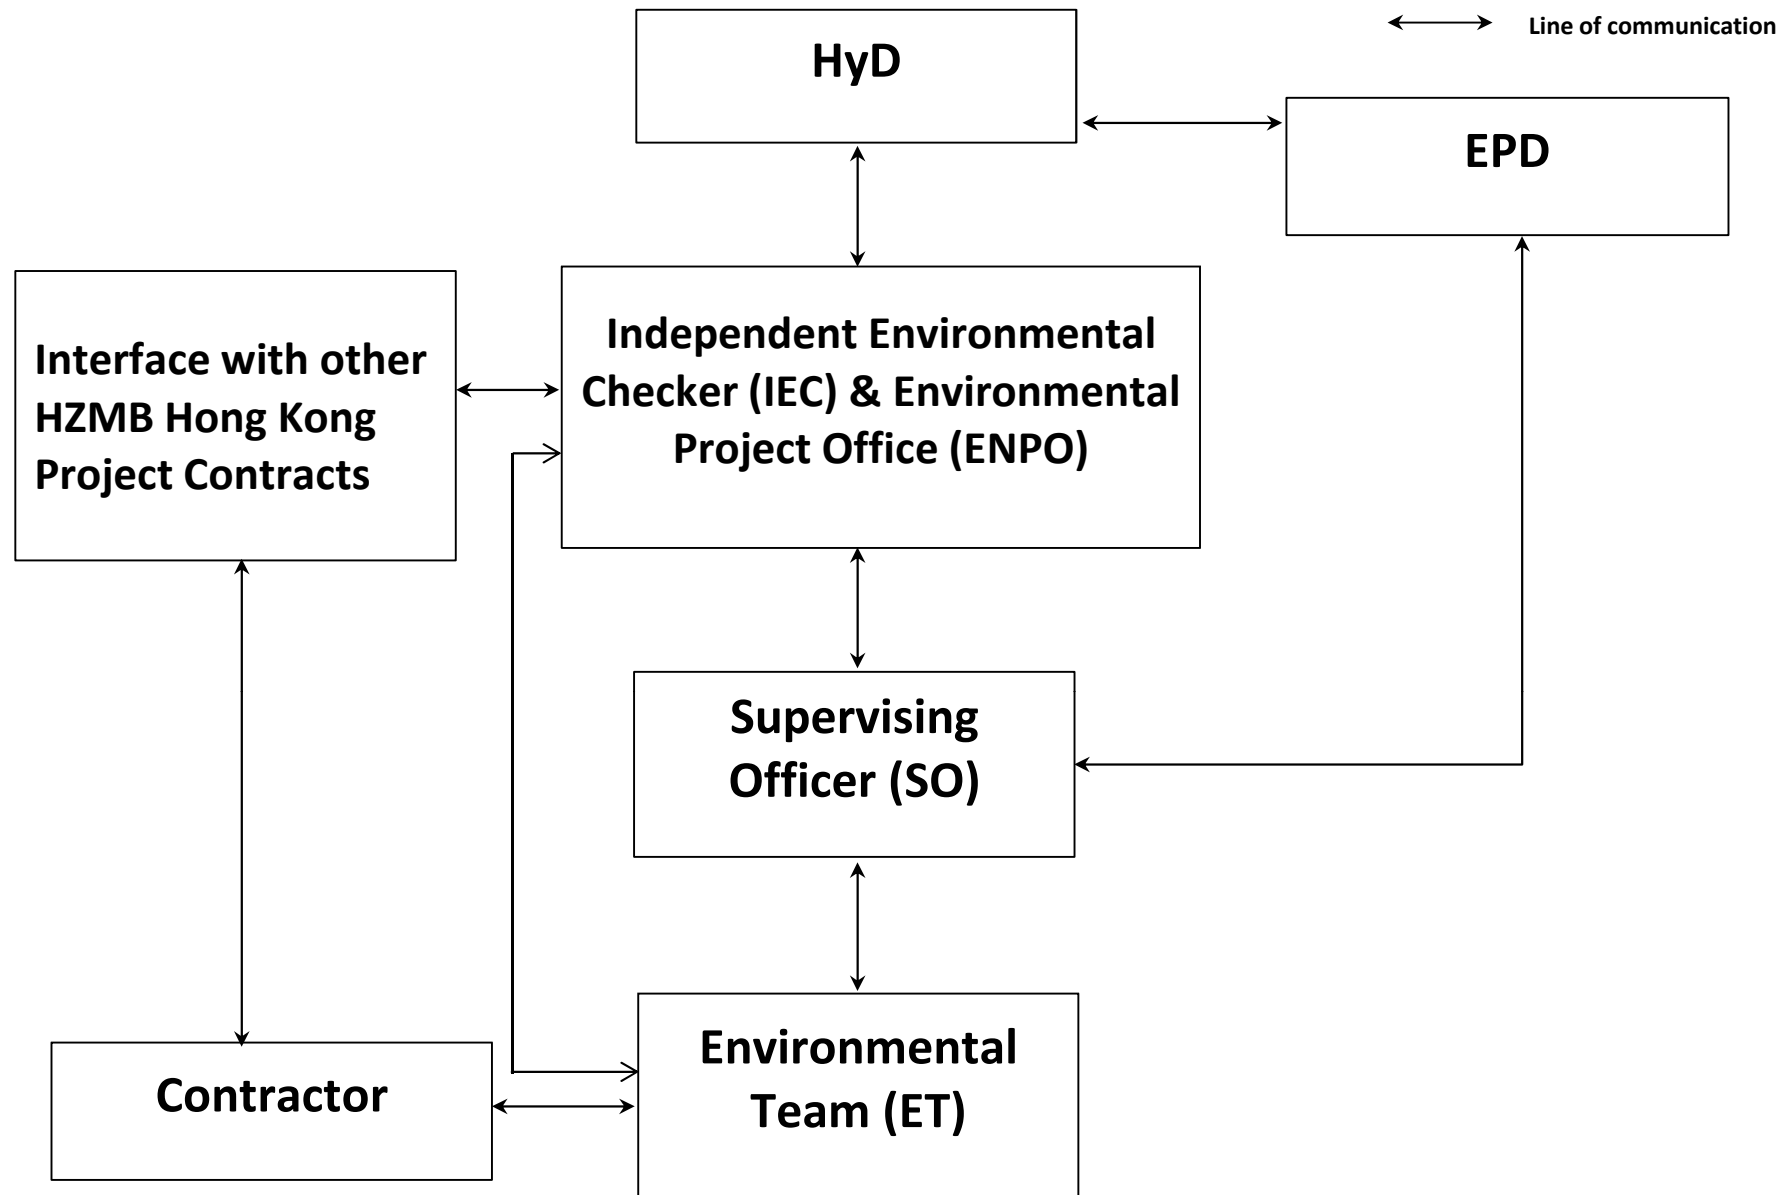 Line of communication
HyD
EPD
Interface with other
HZMB Hong Kong
Project Contracts
Independent Environmental
Checker (IEC) & Environmental
Project Office (ENPO)
Supervising
Officer (SO)
Contractor
Environmental
Team (ET)